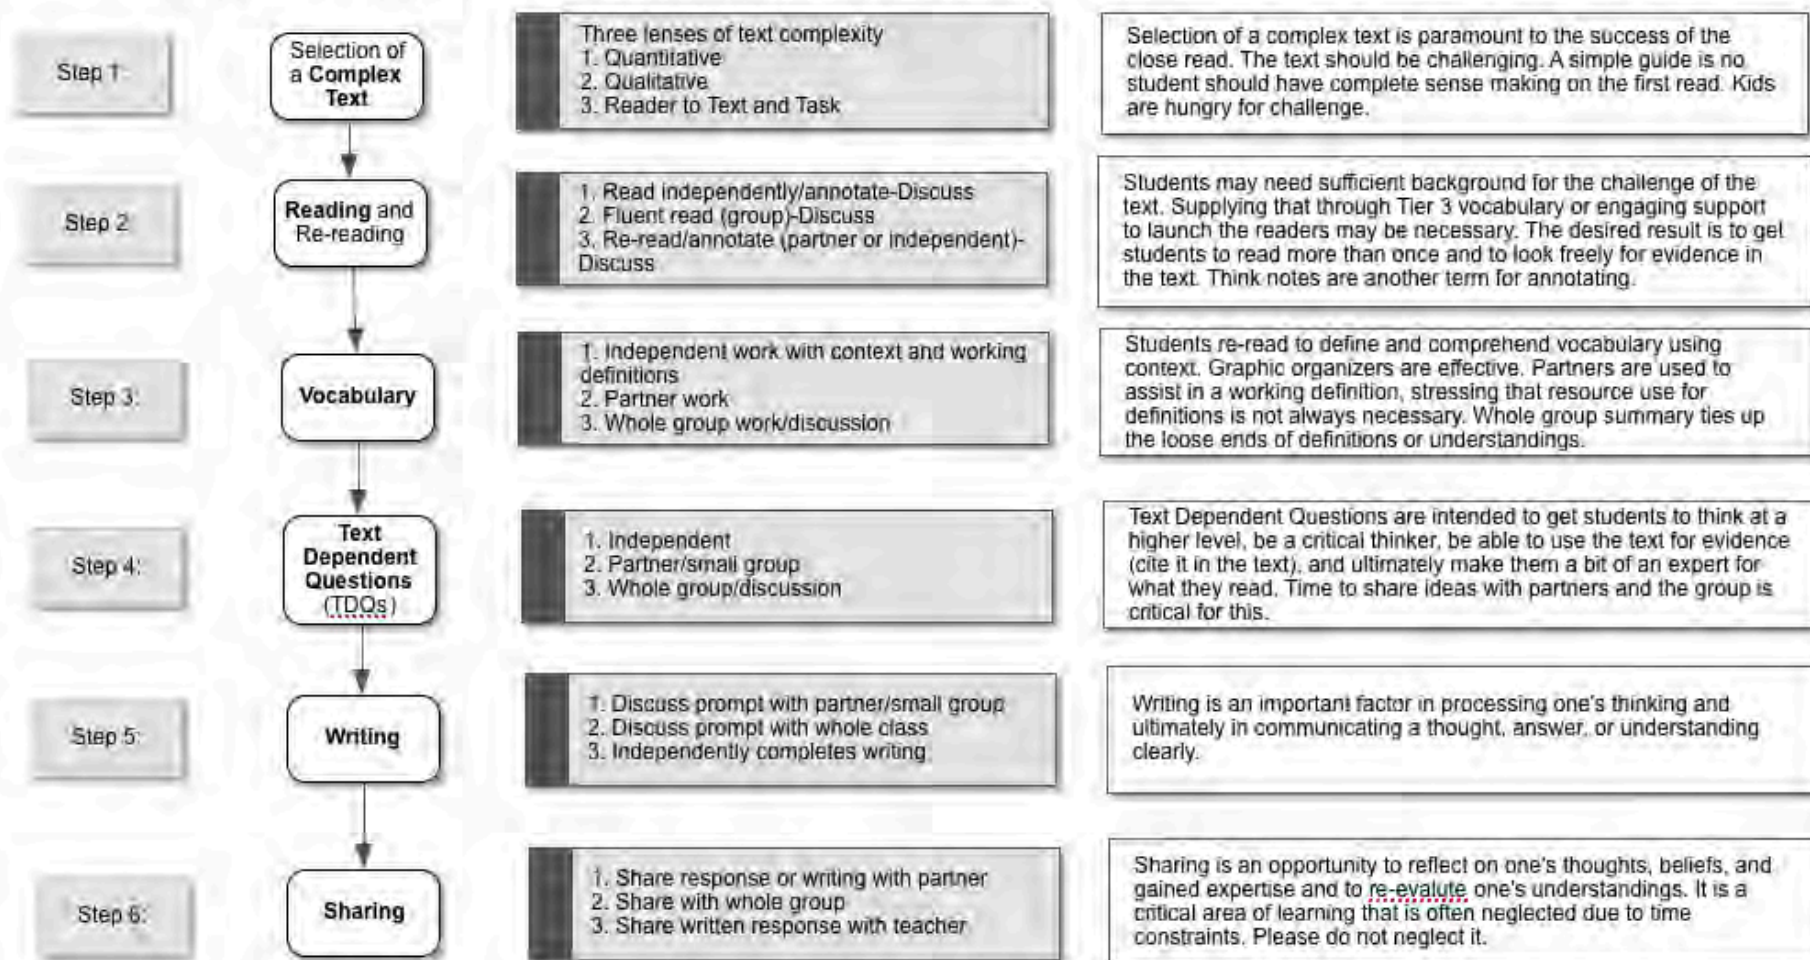 Step 1:
Selection of
a Complex
Text
Three lenses of text complexity
1. Quantitative
2. Qualitative
3. Reader to Text and Task
Selection of a complex text is paramount to the success of the
close read. The text should be challenging. A simple guide is no
student should have complete sense making on the first read. Kids
are hungry for challenge.
Step 2:
Reading and
Re-reading
1. Read independently/annotate-Discuss
2. Fluent read (group)-Discuss
3. Re-read/annotate (partner or independent)-
Discuss
Students may need sufficient background for the challenge of the
text. Supplying that through Tier 3 vocabulary or engaging support
to launch the readers may be necessary. The desired result is to get
students to read more than once and to look freely for evidence in
the text. Think notes are another term for annotating.
Step 3:
Vocabulary
1. Independent work with context and working
definitions
2. Partner work
3. Whole group work/discussion
Students re-read to define and comprehend vocabulary using
context. Graphic organizers are effective. Partners are used to
assist in a working definition, stressing that resource use for
definitions is not always necessary. Whole group summary ties up
the loose ends of definitions or understandings.
Step 4:
Text
Dependent
Questions
(TDQs)
1. Independent
2. Partner/small group
3. Whole group/discussion
Text Dependent Questions are intended to get students to think at a
higher level, be a critical thinker, be able to use the text for evidence
(cite it in the text), and ultimately make them a bit of an expert for
what they read. Time to share ideas with partners and the group is
critical for this.
Step 5:
Writing
1. Discuss prompt with partner/small group
2. Discuss prompt with whole class
3. Independently completes writing
Writing is an important factor in processing one's thinking and
ultimately in communicating a thought, answer, or understanding
clearly.
Step 6:
Sharing
1. Share response or writing with partner
2. Share with whole group
3. Share written response with teacher
Sharing is an opportunity to reflect on one's thoughts, beliefs, and
gained expertise and to re-evalute one's understandings. It is a
critical area of learning that is often neglected due to time
constraints. Please do not neglect it.